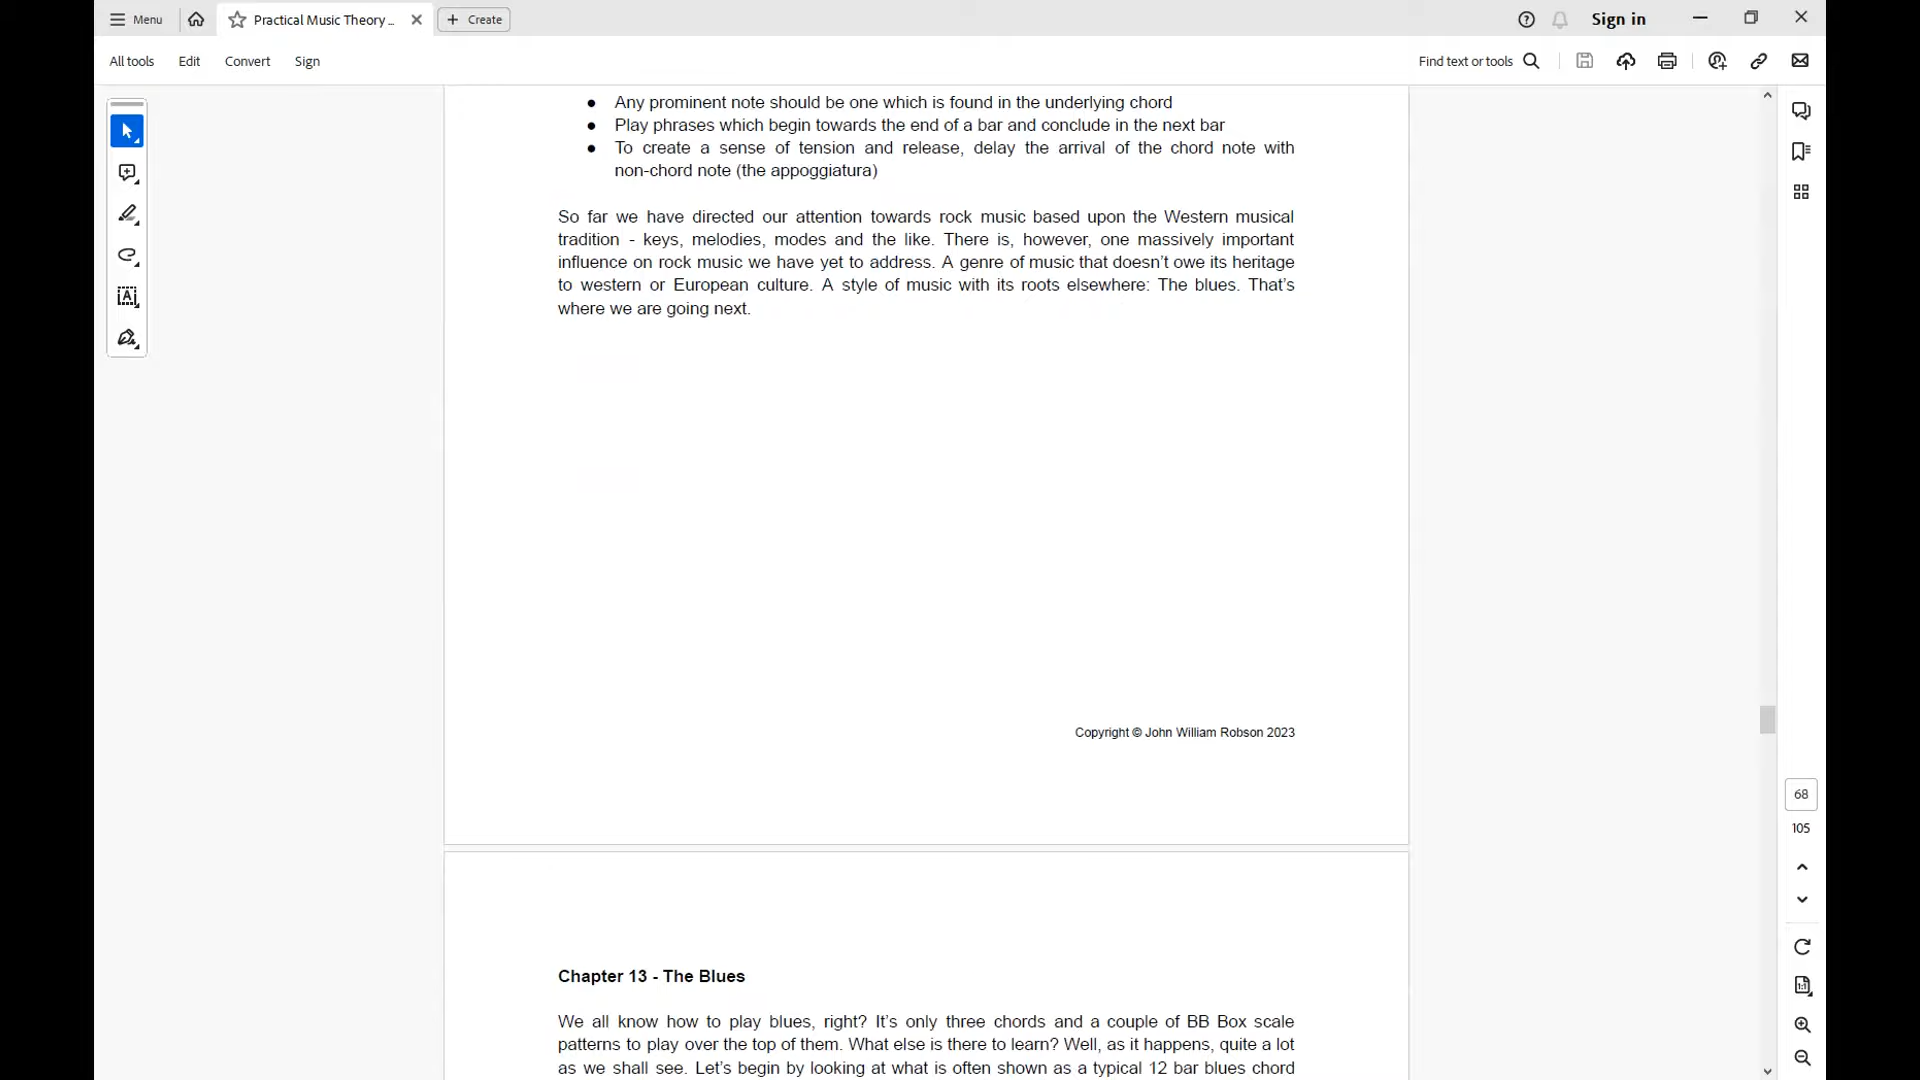 Menu
Practical Music Theory ...
Create
Sign in
All tools
Edit
Convert
Sign
Find text or tools
● Any prominent note should be one which is found in the underlying chord
● Play phrases which begin towards the end of a bar and conclude in the next bar
● To create a sense of tension and release, delay the arrival of the chord note with
non-chord note (the appoggiatura)
So far we have directed our attention towards rock music based upon the Western musical
tradition - keys, melodies, modes and the like. There is, however, one massively important
influence on rock music we have yet to address. A genre of music that doesn’t owe its heritage
to western or European culture. A style of music with its roots elsewhere: The blues. That’s
where we are going next.
Copyright © John William Robson 2023
68
105
Chapter 13 - The Blues
We all know how to play blues, right? It’s only three chords and a couple of BB Box scale
patterns to play over the top of them. What else is there to learn? Well, as it happens, quite a lot
as we shall see. Let’s begin by looking at what is often shown as a typical 12 bar blues chord